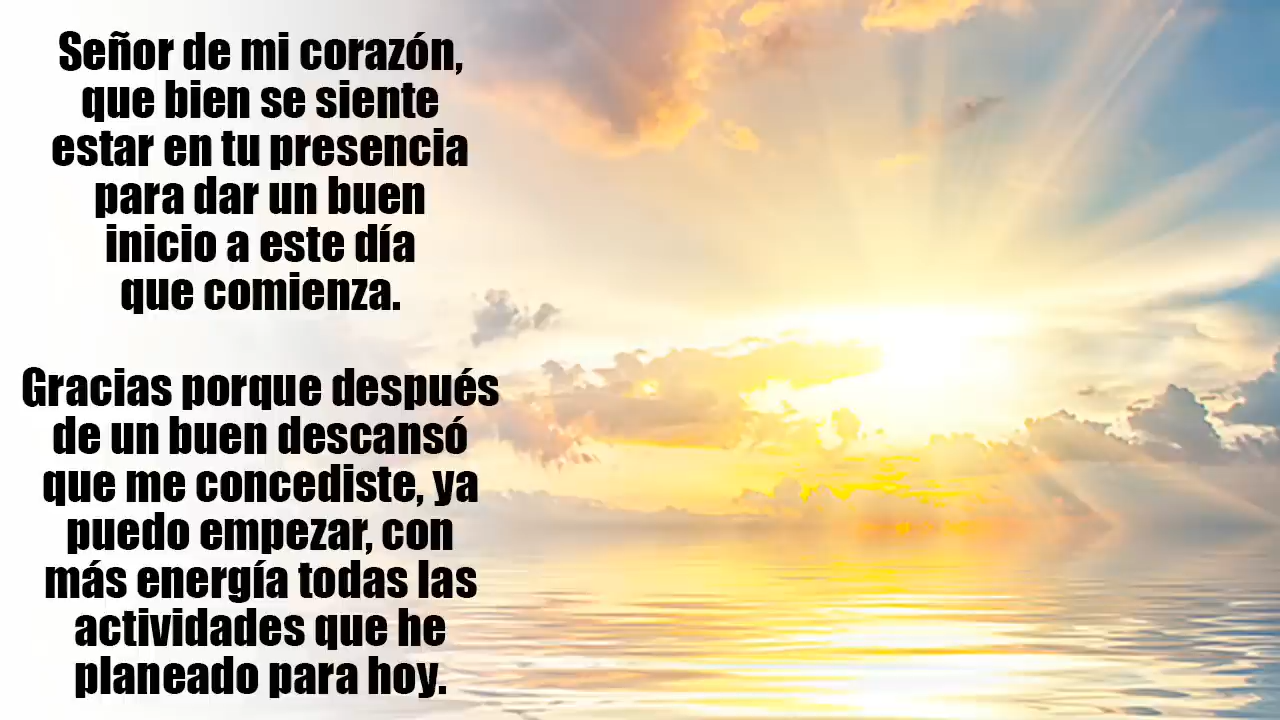 Señor de mi corazón,
que bien se siente
estar en tu presencia
para dar un buen
inicio a este día
que comienza.
Gracias porque después
de un buen descansó
que me concediste, ya
puedo empezar, con
más energía todas las
actividades que he
planeado para hoy.